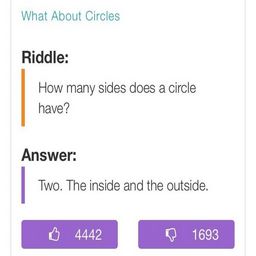 What About Circles
Riddle:
How many sides does a circle
have?
Answer:
Two. The inside and the outside.
4442
1693